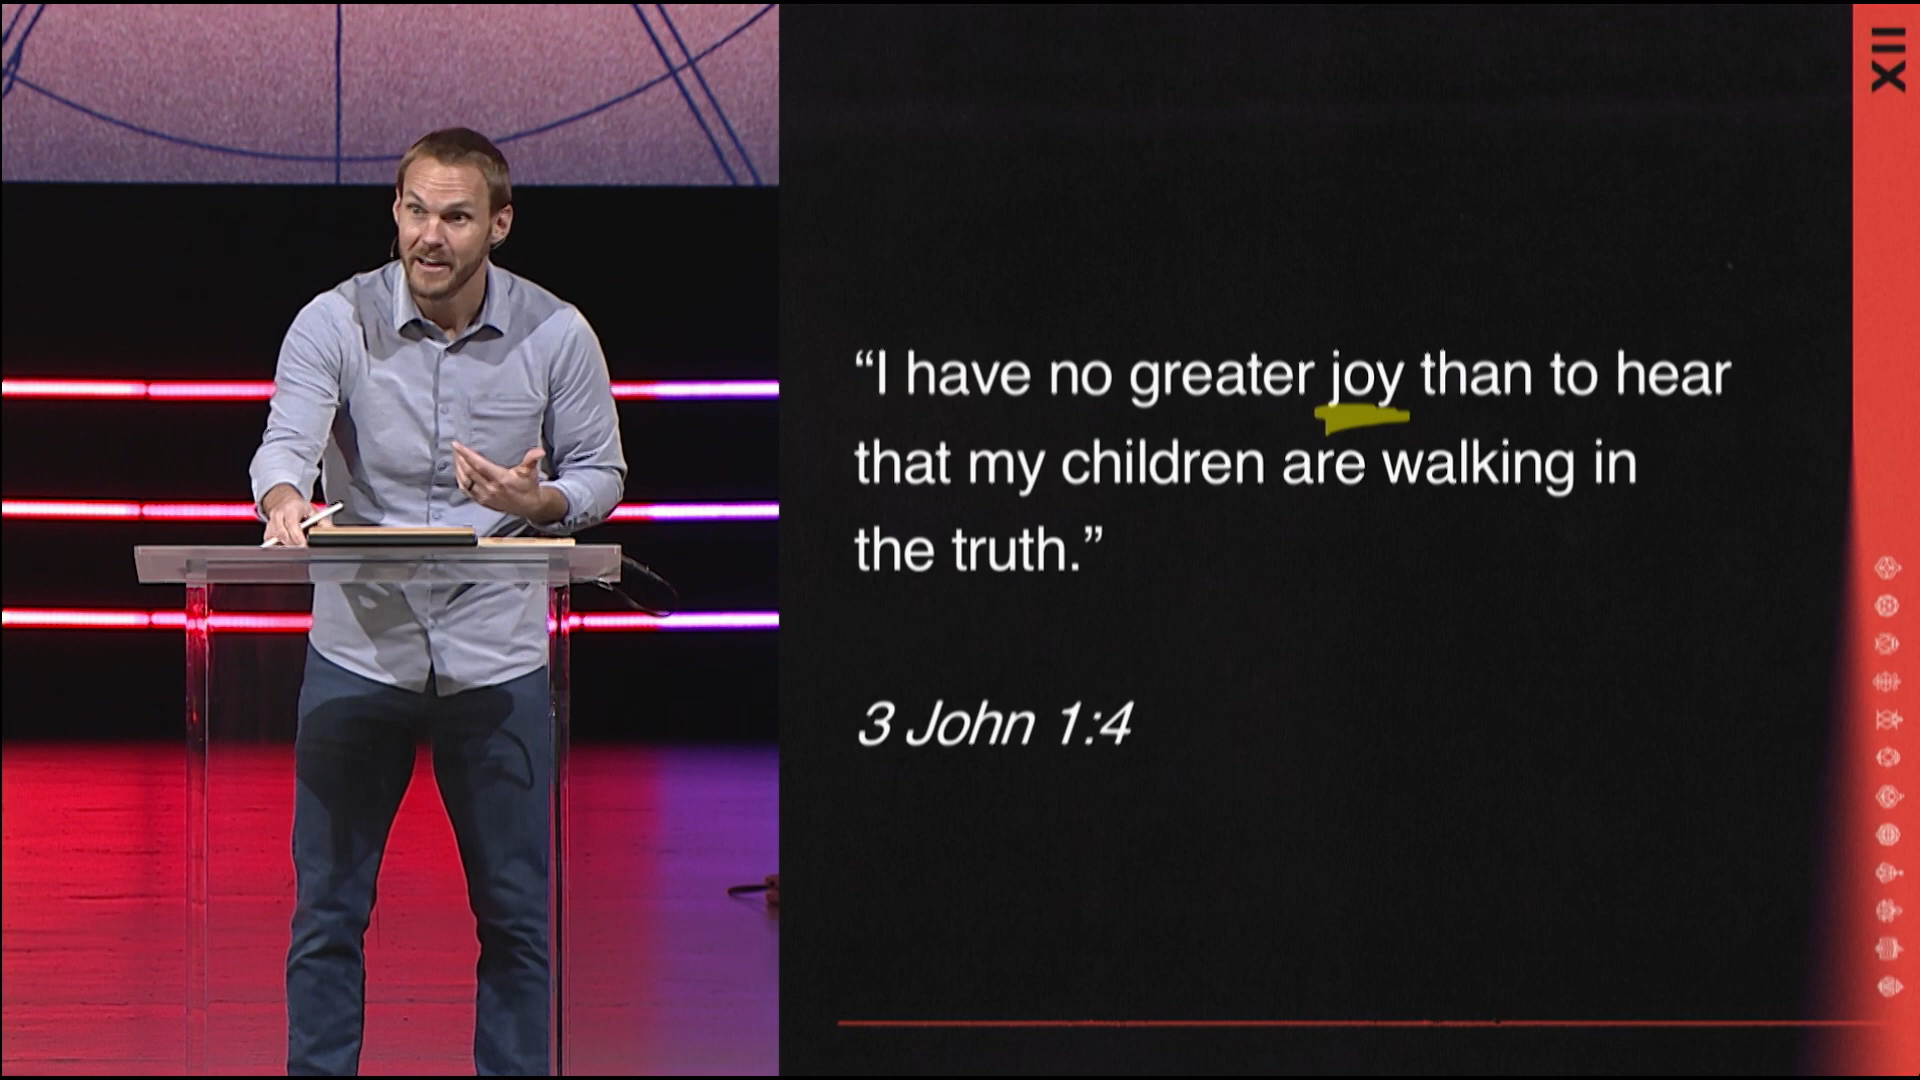 “I have no greater joy than to hear
that my children are walking in
the truth.”
3 John 1:4
XII